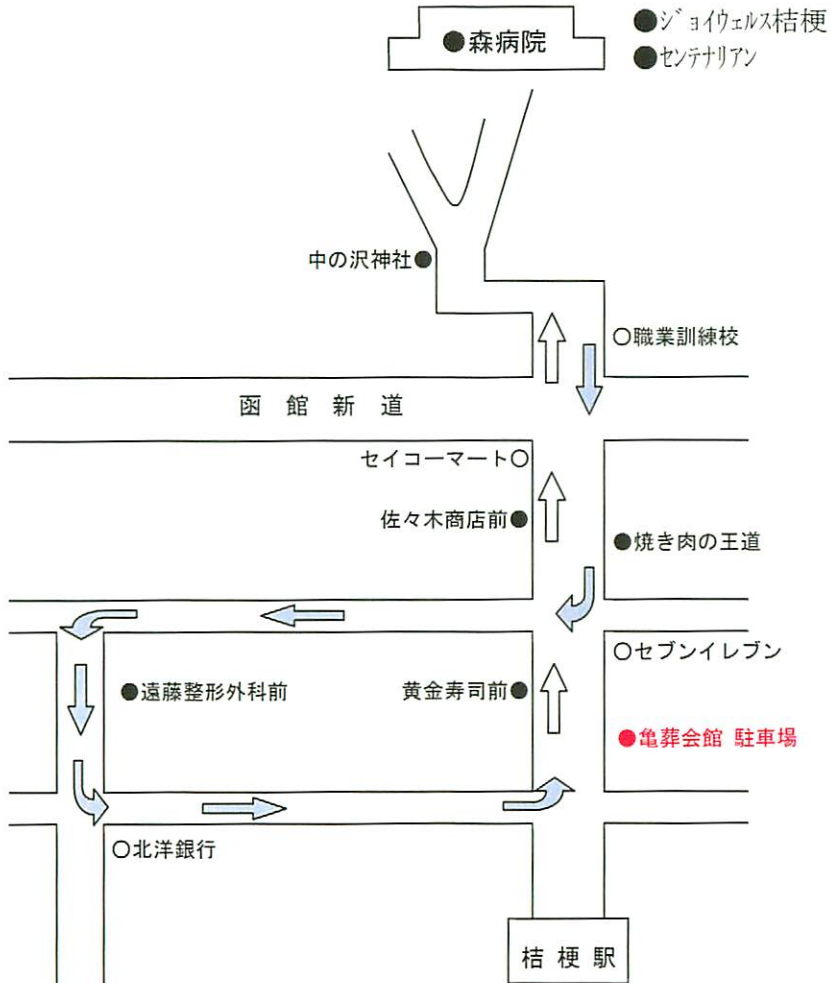 ●森病院
●ジョイウェルス桔梗
●センテナリアン
中の沢神社●
○職業訓練校
函館新道
セイコーマート○
佐々木商店前●
●焼き肉の王道
○セブンイレブン
●遠藤整形外科前
黄金寿司前●
●亀葬会館 駐車場
○北洋銀行
桔梗駅